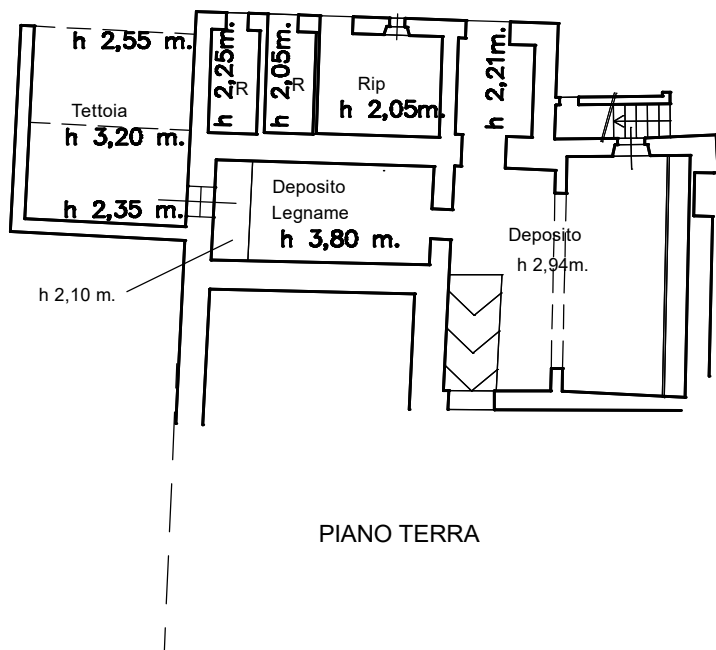 h 2,55 m.
Tettoia
h 3,20 m.
h 2,35 m.
h 2,25m.
R
h 2,05m.
R
Rip
h 2,05m.
h 2,21m.
Deposito
Legname
h 3,80 m.
Deposito
h 2,94m.
h 2,10 m.
PIANO TERRA